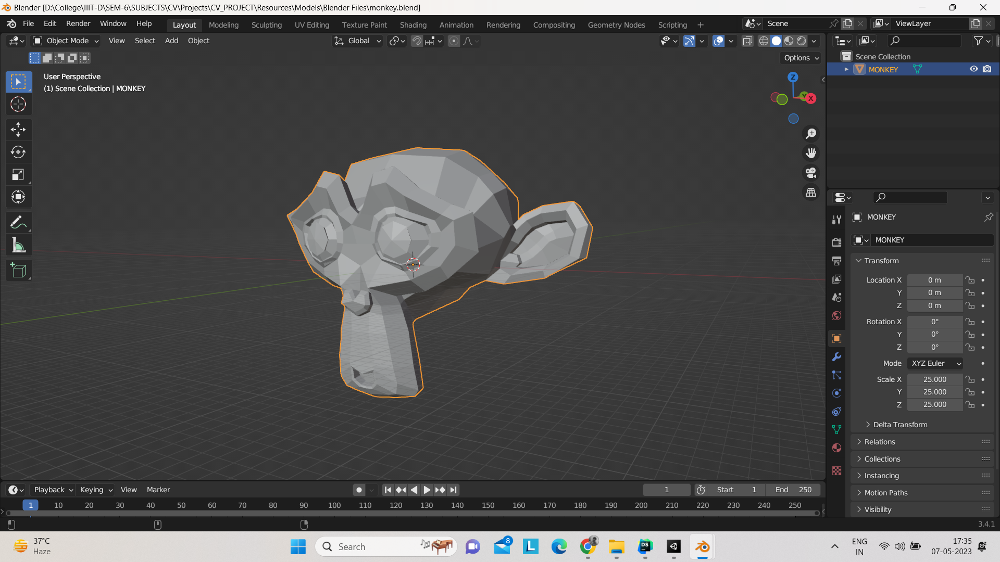 Blender [D:\College\IIIT-D\SEM-6\SUBJECTS\CV\Projects\CV_PROJECT\Resources\Models\Blender Files\monkey.blend]
File Edit Render Window Help
Layout Modeling Sculpting UV Editing Texture Paint Shading Animation Rendering Compositing Geometry Nodes Scripting +
Scene
ViewLayer
Object Mode View Select Add Object
Global
Options
User Perspective
(1) Scene Collection | MONKEY
Z
Y
X
Scene Collection
MONKEY
MONKEY
MONKEY
Transform
Location X 0 m
Y 0 m
Z 0 m
Rotation X 0°
Y 0°
Z 0°
Mode XYZ Euler
Scale X 25.000
Y 25.000
Z 25.000
Delta Transform
Relations
Collections
Instancing
Motion Paths
Visibility
Playback Keying View Marker
1
Start 1
End 250
1 10 20 30 40 50 60 70 80 90 100 110 120 130 140 150 160 170 180 190 200 210 220 230 240 250
3.4.1
37°C
Haze
Search
8
L
DS
ENG
IN
17:35
07-05-2023